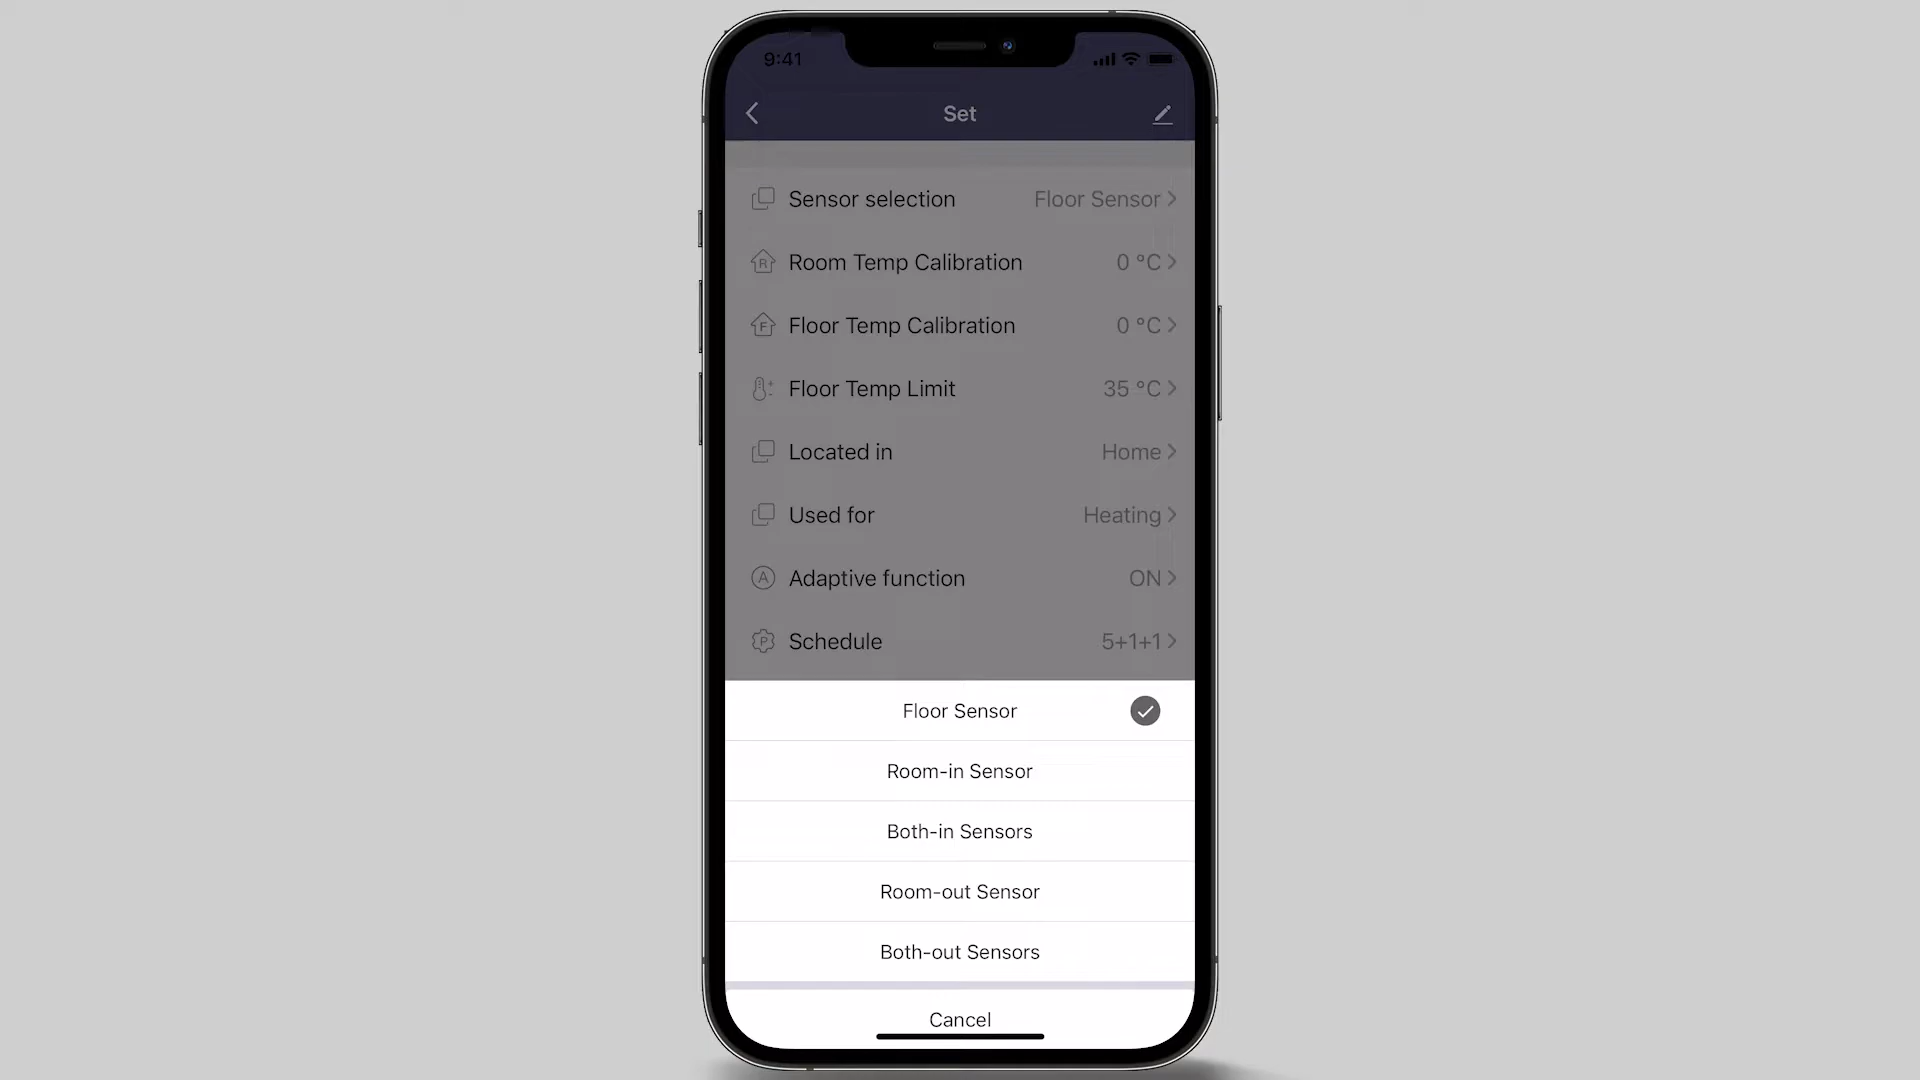 9:41
Set
Sensor selection Floor Sensor
R Room Temp Calibration 0 °C
F Floor Temp Calibration 0 °C
Floor Temp Limit 35 °C
Located in Home
Used for Heating
A Adaptive function ON
P Schedule 5+1+1
Floor Sensor
Room-in Sensor
Both-in Sensors
Room-out Sensor
Both-out Sensors
Cancel